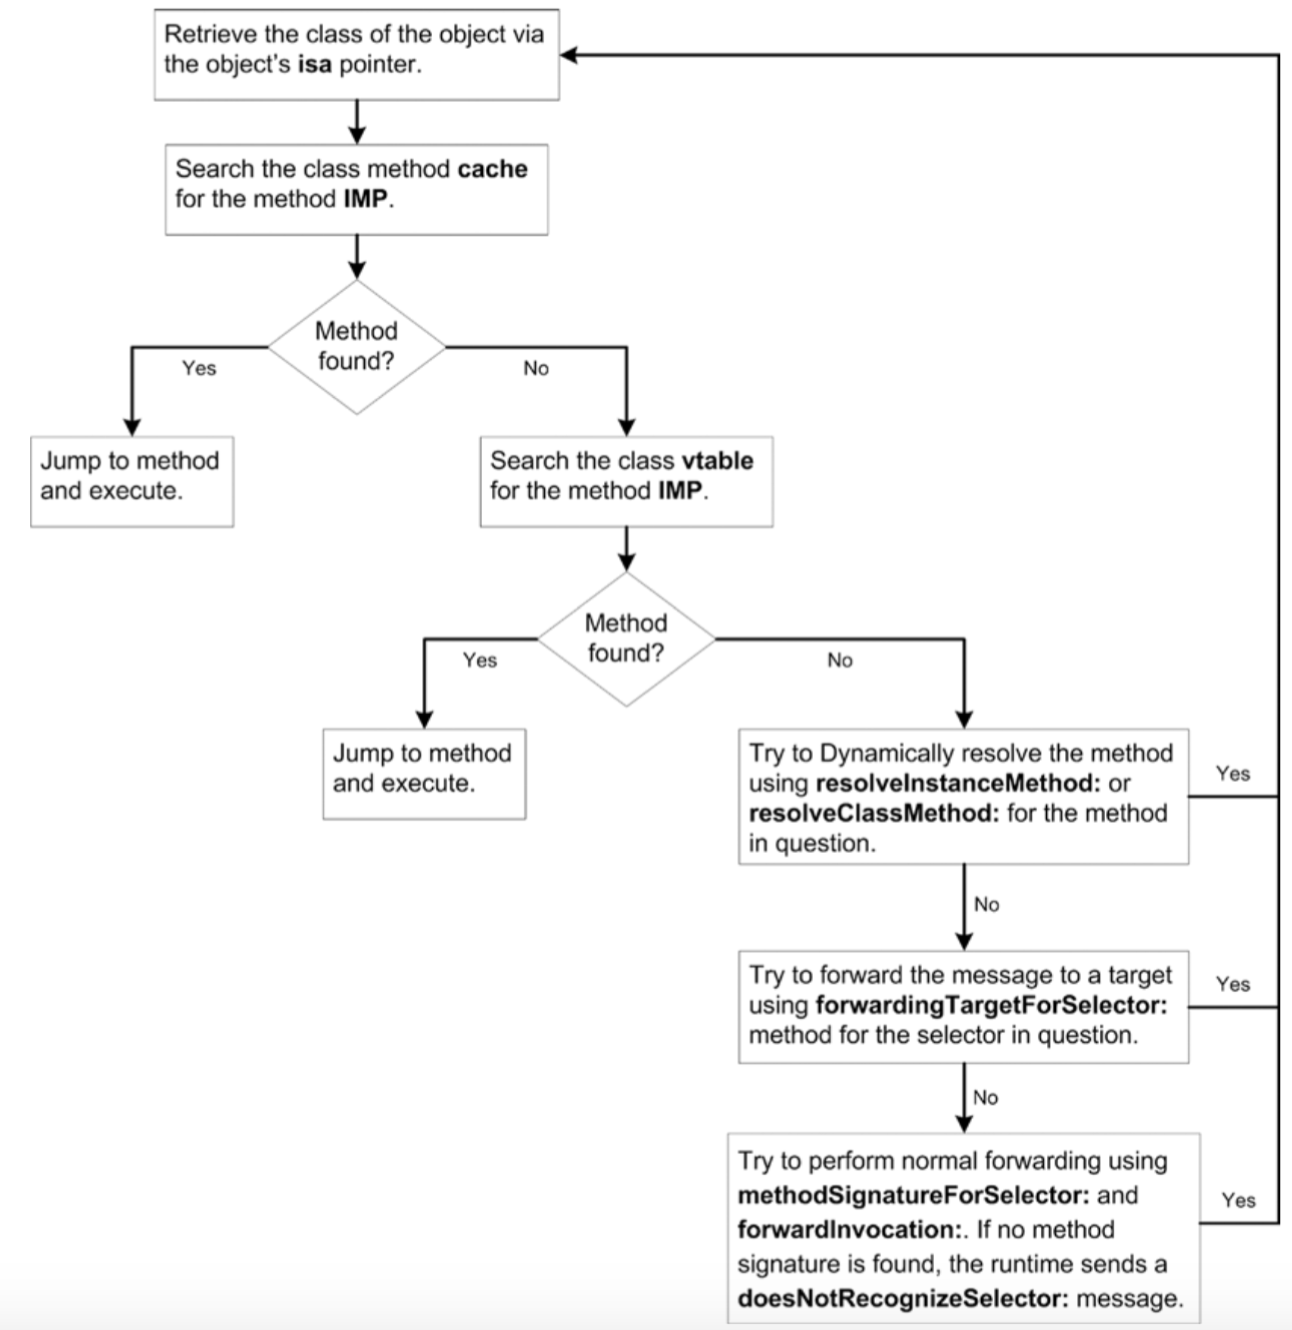 Retrieve the class of the object via
the object's isa pointer.
Search the class method cache
for the method IMP.
Method
found?
Yes
No
Jump to method
and execute.
Search the class vtable
for the method IMP.
Method
found?
Yes
No
Jump to method
and execute.
Try to Dynamically resolve the method
using resolveInstanceMethod: or
resolveClassMethod: for the method
in question.
Yes
No
Try to forward the message to a target
using forwardingTargetForSelector:
method for the selector in question.
Yes
No
Try to perform normal forwarding using
methodSignatureForSelector: and
forwardInvocation:. If no method
signature is found, the runtime sends a
doesNotRecognizeSelector: message.
Yes